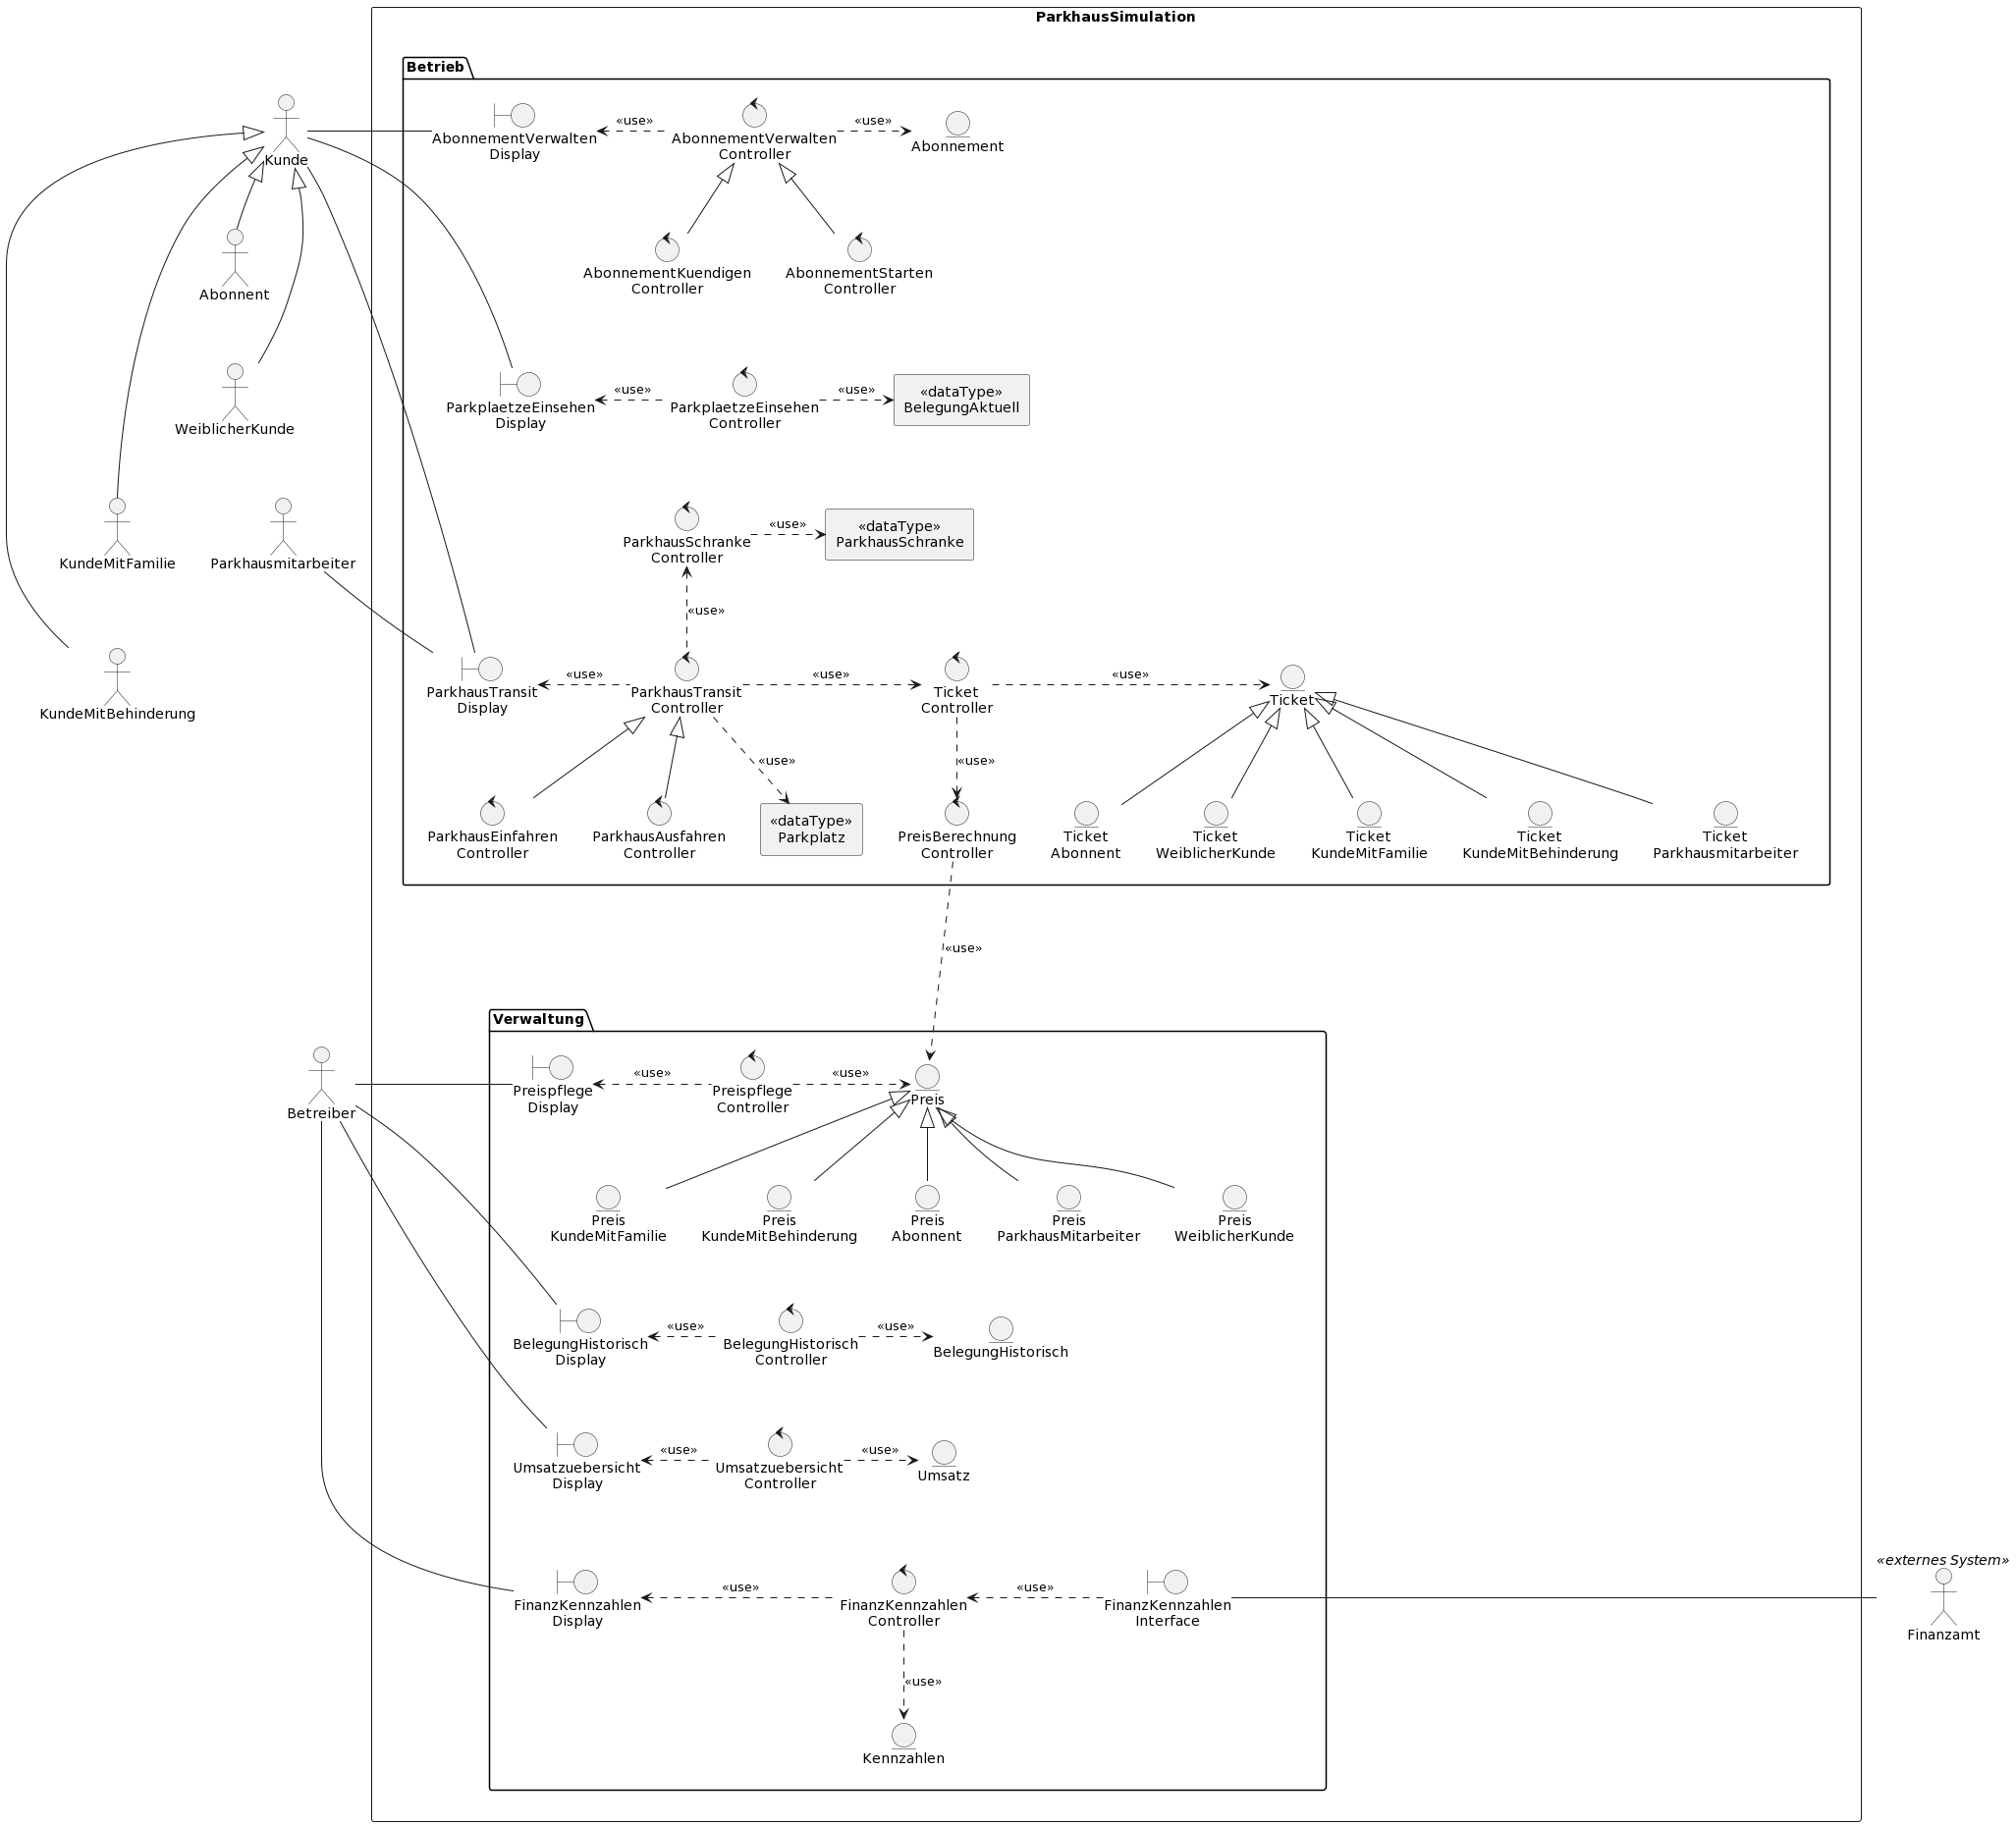 ParkhausSimulation
Betrieb
Kunde
AbonnementVerwalten
Display
«use»
AbonnementVerwalten
Controller
«use»
Abonnement
Abonnent
AbonnementKuendigen
Controller
AbonnementStarten
Controller
WeiblicherKunde
ParkplaetzeEinsehen
Display
«use»
ParkplaetzeEinsehen
Controller
«use»
«dataType»
BelegungAktuell
KundeMitFamilie
Parkhausmitarbeiter
ParkhausSchranke
Controller
«use»
«dataType»
ParkhausSchranke
«use»
KundeMitBehinderung
ParkhausTransit
Display
«use»
ParkhausTransit
Controller
«use»
Ticket
Controller
«use»
Ticket
«use»
«use»
ParkhausEinfahren
Controller
ParkhausAusfahren
Controller
«dataType»
Parkplatz
PreisBerechnung
Controller
Ticket
Abonnent
Ticket
WeiblicherKunde
Ticket
KundeMitFamilie
Ticket
KundeMitBehinderung
Ticket
Parkhausmitarbeiter
«use»
Verwaltung
Betreiber
Preispflege
Display
«use»
Preispflege
Controller
«use»
Preis
Preis
KundeMitFamilie
Preis
KundeMitBehinderung
Preis
Abonnent
Preis
ParkhausMitarbeiter
Preis
WeiblicherKunde
BelegungHistorisch
Display
«use»
BelegungHistorisch
Controller
«use»
BelegungHistorisch
Umsatzuebersicht
Display
«use»
Umsatzuebersicht
Controller
«use»
Umsatz
FinanzKennzahlen
Display
«use»
FinanzKennzahlen
Controller
«use»
FinanzKennzahlen
Interface
«externes System»
Finanzamt
«use»
Kennzahlen